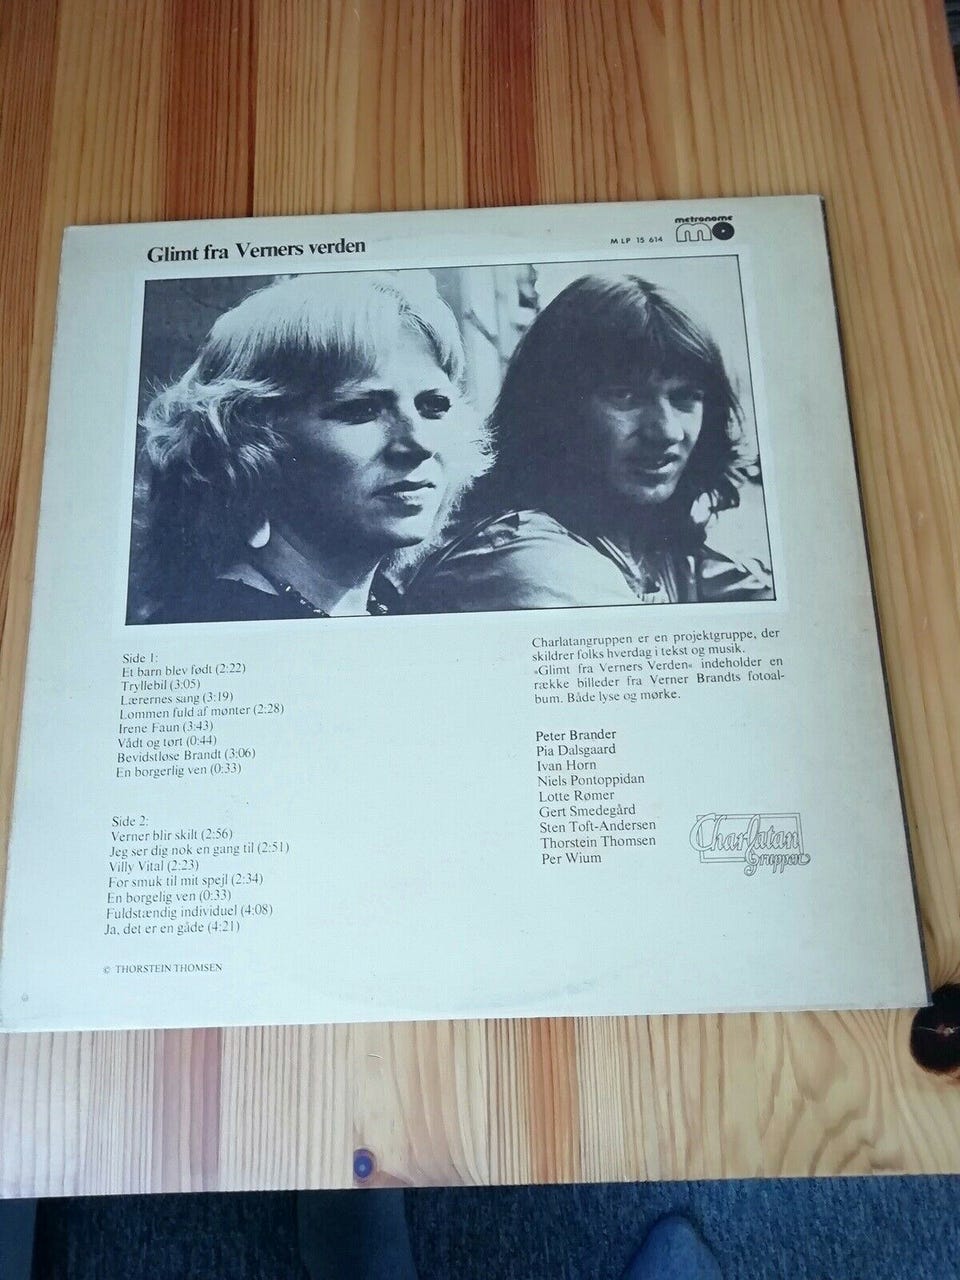 Glimt fra Verners verden
MLP 15 614
metronome
mo
Side 1:
Et barn blev født (2:22)
Tryllebil (3:05)
Lærernes sang (3:19)
Lommen fuld af mønter (2:28)
Irene Faun (3:43)
Vådt og tørt (0:44)
Bevidstløse Brandt (3:06)
En borgerlig ven (0:33)
Side 2:
Verner blir skilt (2:56)
Jeg ser dig nok en gang til (2:51)
Villy Vital (2:23)
For smuk til mit spejl (2:34)
En borgelig ven (0:33)
Fuldstændig individuel (4:08)
Ja, det er en gåde (4:21)
© THORSTEIN THOMSEN
Charlatangruppen er en projektgruppe, der
skildrer folks hverdag i tekst og musik.
»Glimt fra Verners Verden« indeholder en
række billeder fra Verner Brandts fotoal-
bum. Både lyse og mørke.
Peter Brander
Pia Dalsgaard
Ivan Horn
Niels Pontoppidan
Lotte Rømer
Gert Smedegård
Sten Toft-Andersen
Thorstein Thomsen
Per Wium
Charlatan
Gruppen